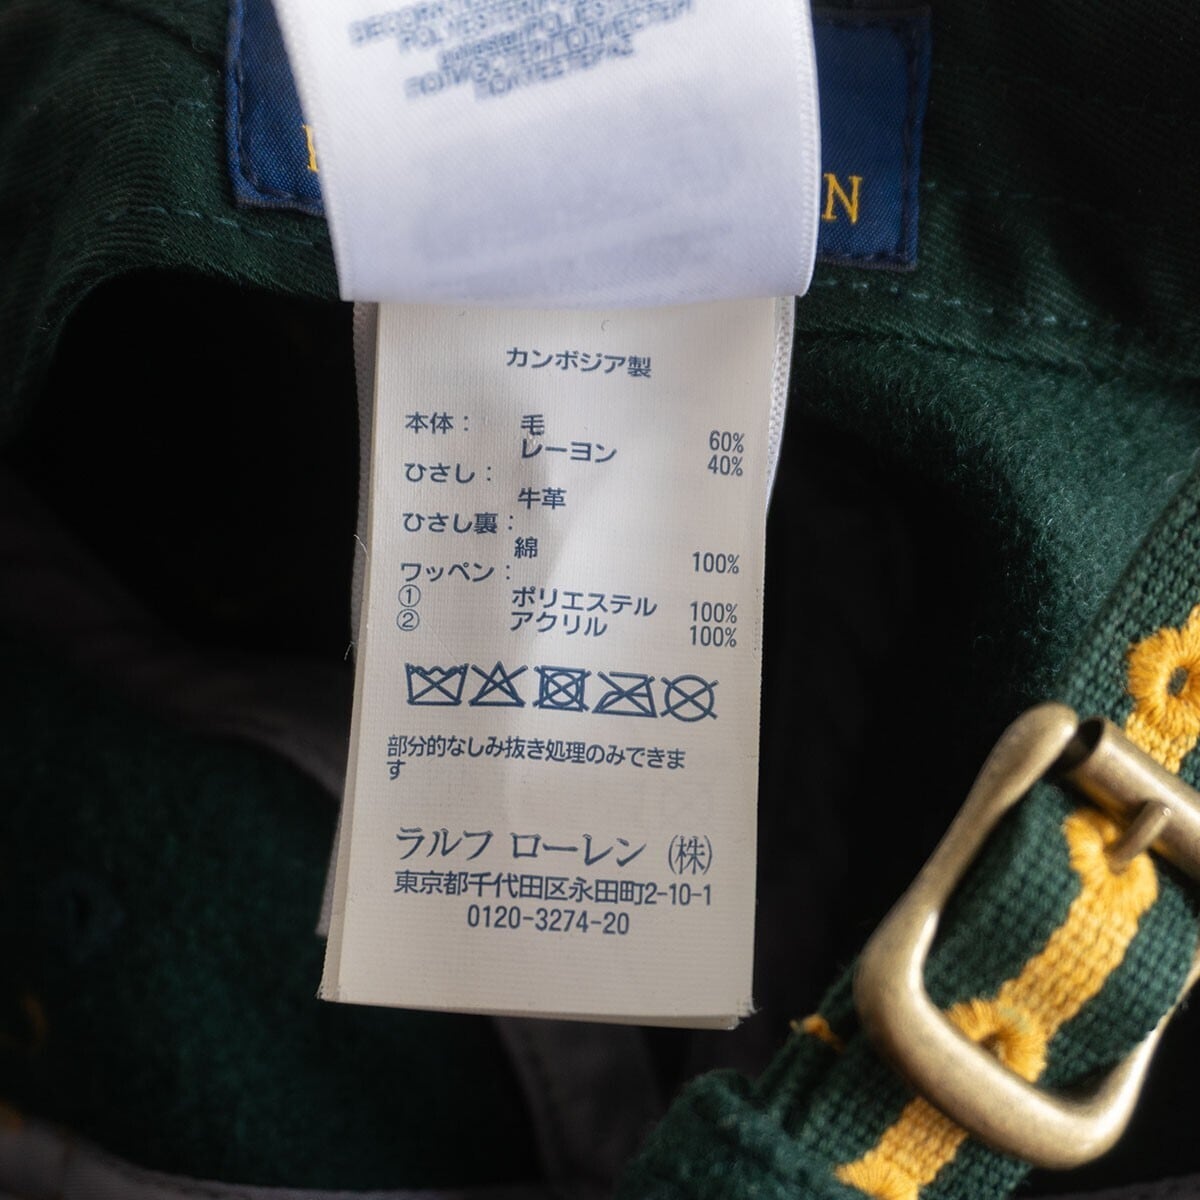 N
カンボジア製
本体： 毛 60%
レーヨン 40%
ひさし：
牛革
ひさし裏：
綿 100%
ワッペン：
① ポリエステル 100%
② アクリル 100%
部分的なしみ抜き処理のみできま
す
ラルフ ローレン (株)
東京都千代田区永田町2-10-1
0120-3274-20